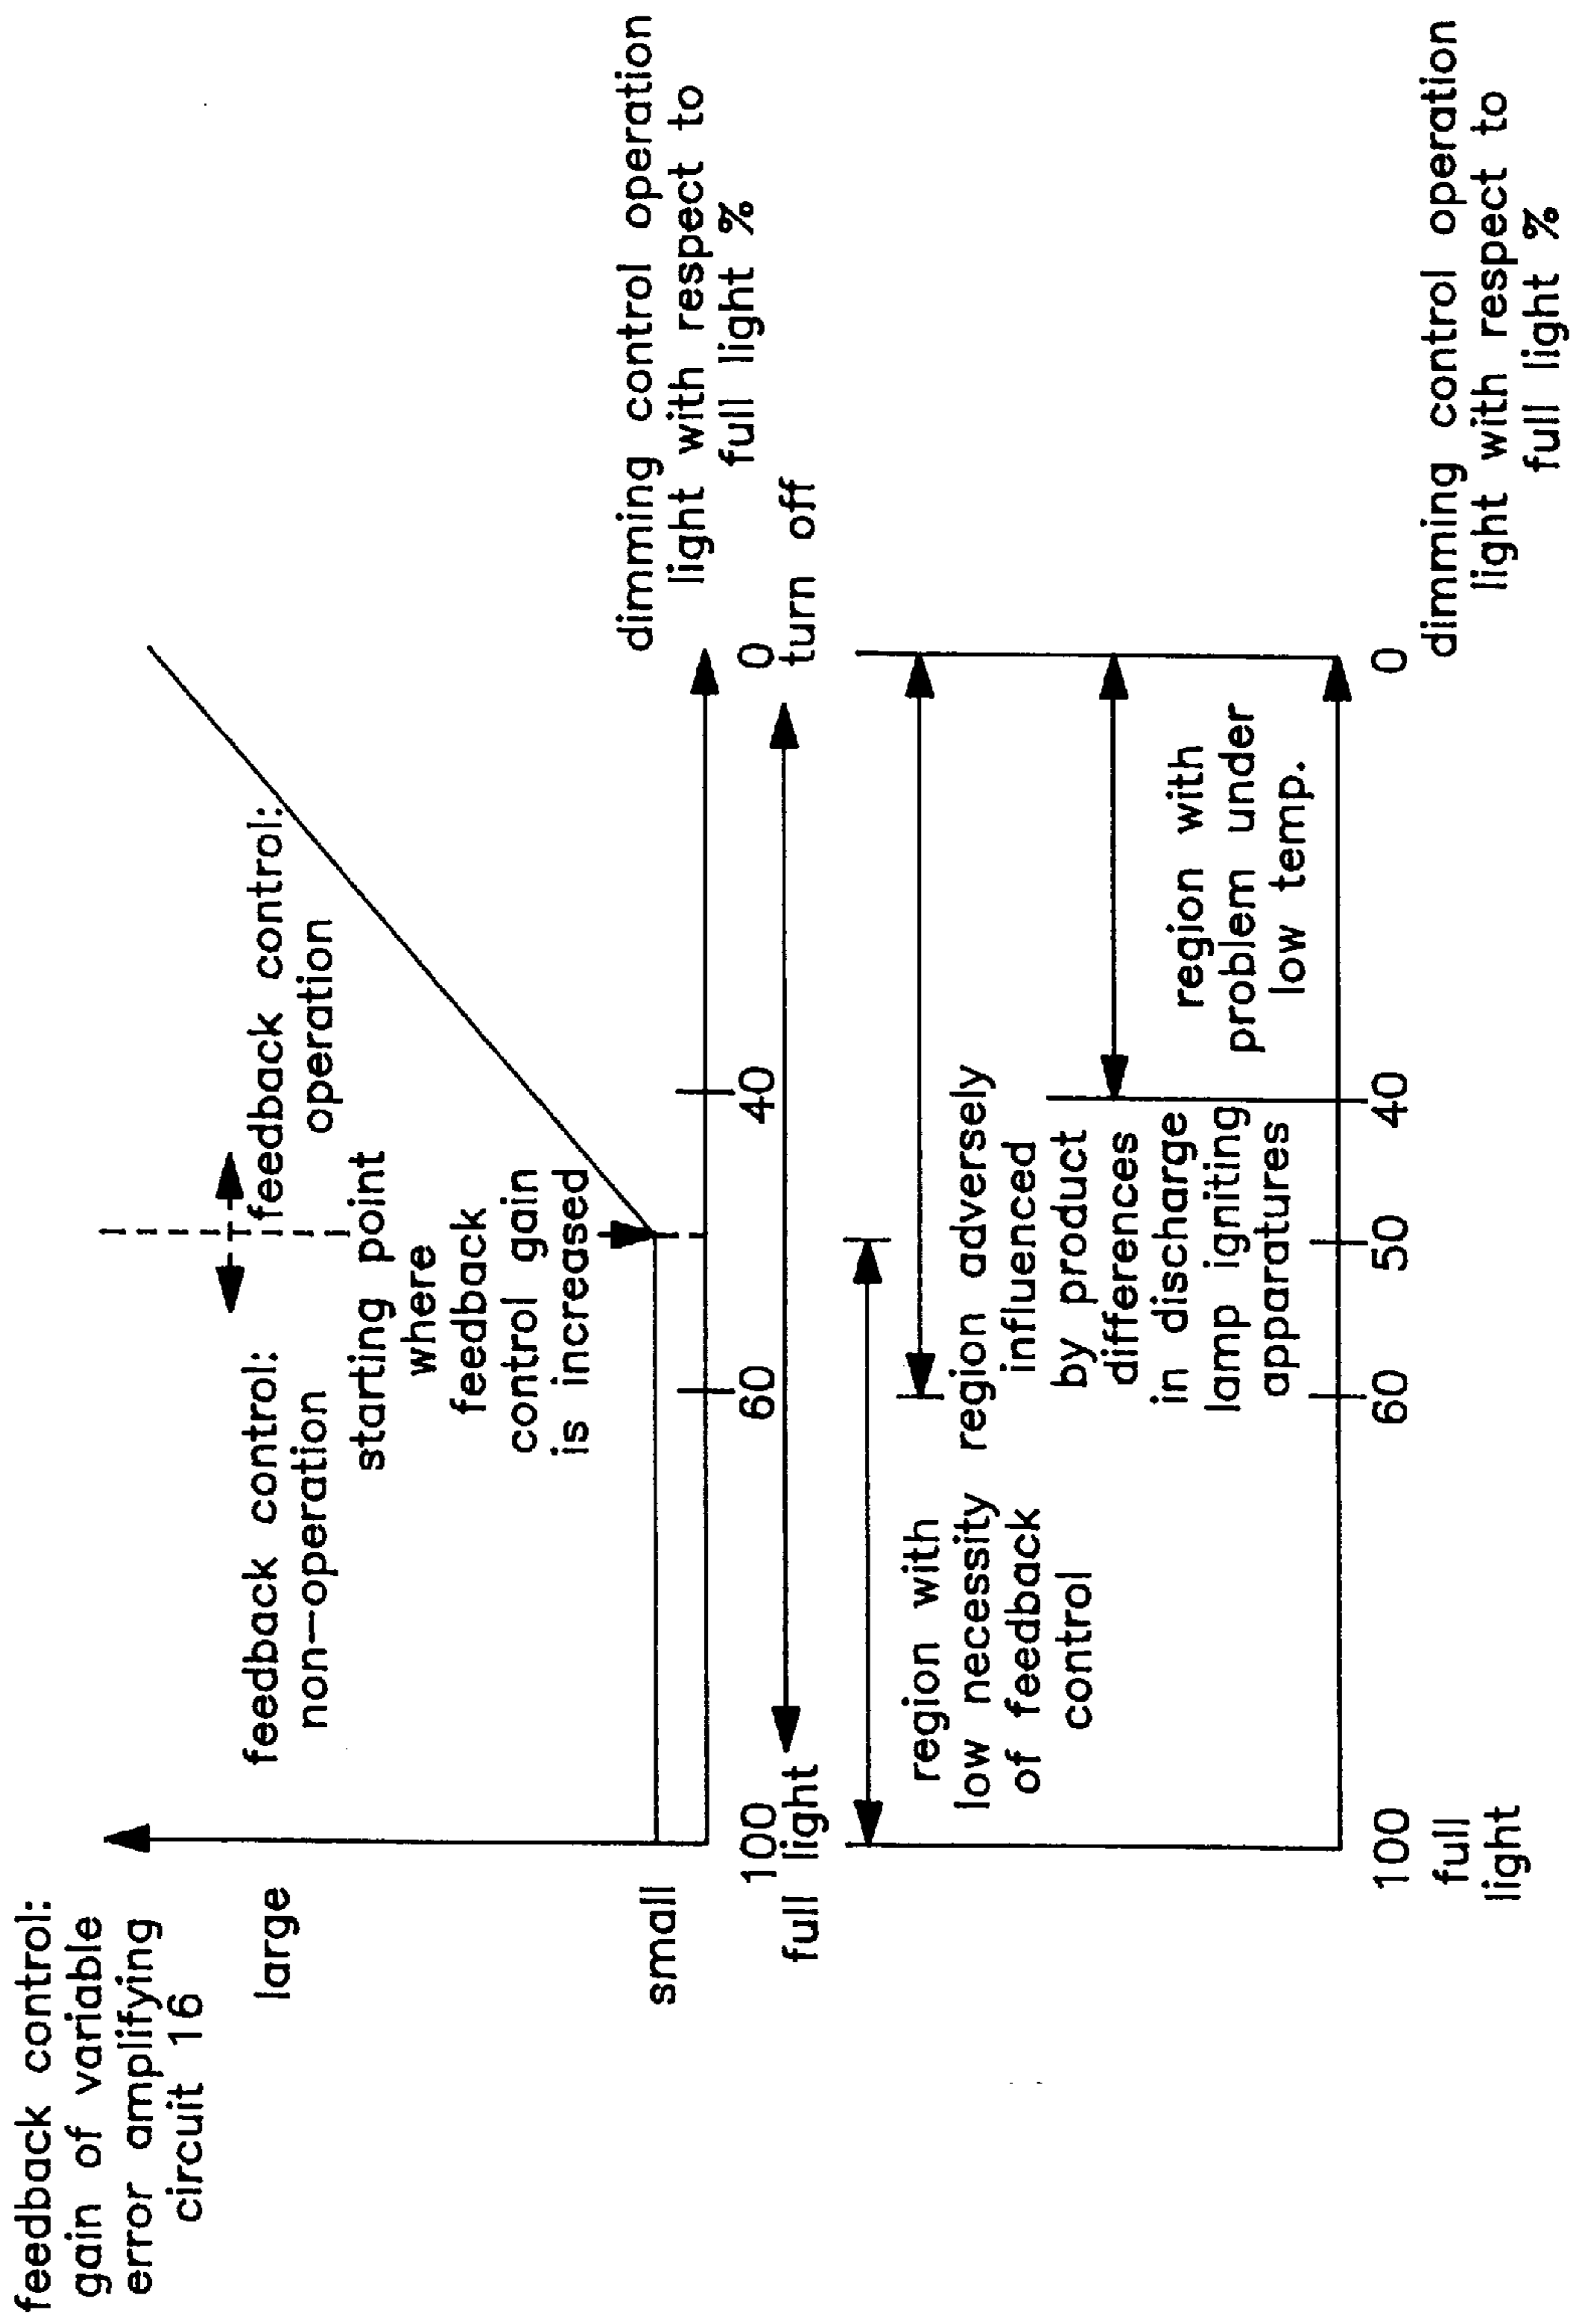 feedback control:
gain of variable
error amplifying
circuit 16
large
small
feedback control:
non-operation
feedback control:
operation
starting point
where
feedback
control gain
is increased
100
60
40
0
full light
turn off
dimming control operation
light with respect to
full light %
region with
low necessity
of feedback
control
region adversely
influenced
by product
differences
in discharge
lamp igniting
apparatures
region with
problem under
low temp.
100
60
50
40
0
full
light
dimming control operation
light with respect to
full light %